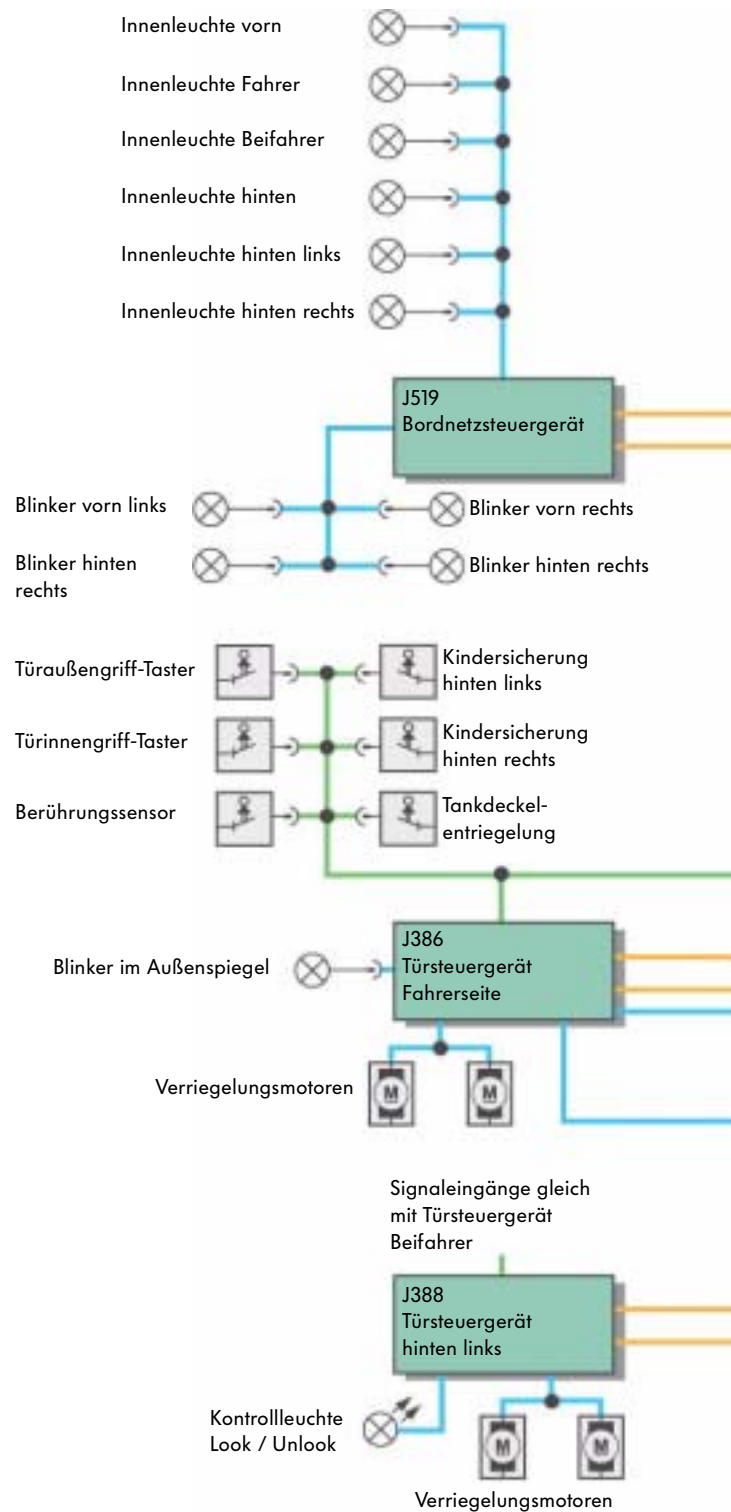 Innenleuchte vorn
Innenleuchte Fahrer
Innenleuchte Beifahrer
Innenleuchte hinten
Innenleuchte hinten links
Innenleuchte hinten rechts
J519
Bordnetzsteuergerät
Blinker vorn links
Blinker vorn rechts
Blinker hinten
rechts
Blinker hinten rechts
Türaußengriff-Taster
Kindersicherung
hinten links
Türinnengriff-Taster
Kindersicherung
hinten rechts
Berührungssensor
Tankdeckel-
entriegelung
J386
Türsteuergerät
Fahrerseite
Blinker im Außenspiegel
Verriegelungsmotoren
M
M
Signaleingänge gleich
mit Türsteuergerät
Beifahrer
J388
Türsteuergerät
hinten links
Kontrollleuchte
Look / Unlook
M
M
Verriegelungsmotoren